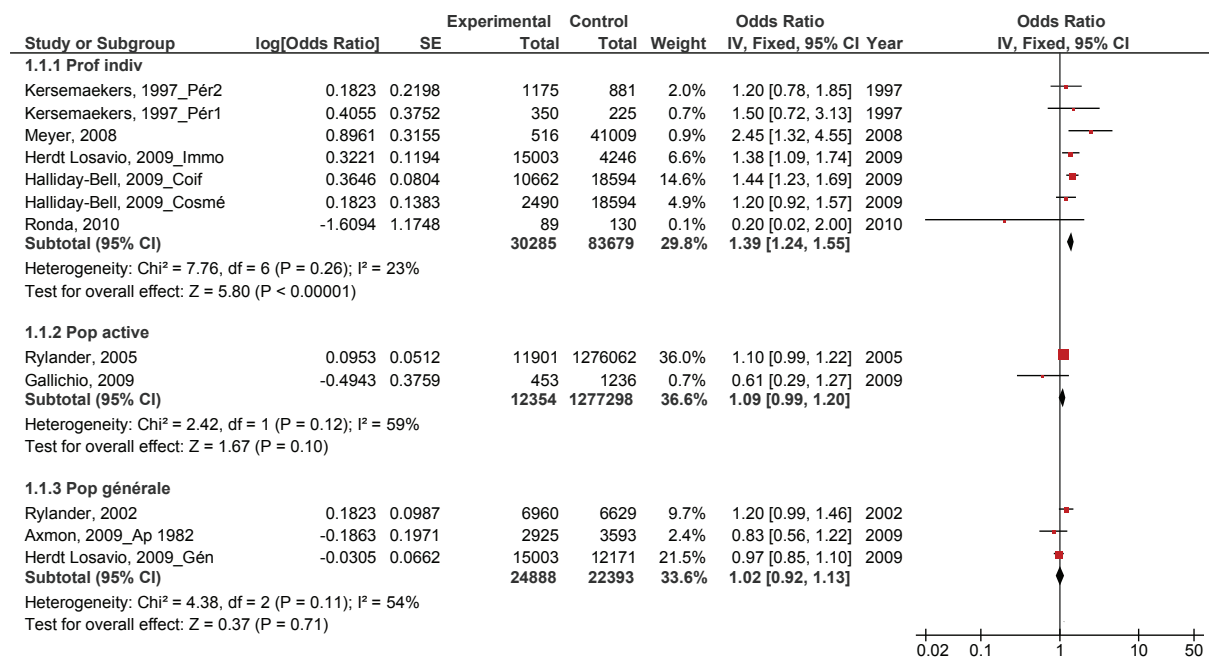 Experimental Control Odds Ratio Odds Ratio
Study or Subgroup log[Odds Ratio] SE Total Total Weight IV, Fixed, 95% CI Year IV, Fixed, 95% CI
1.1.1 Prof indiv
Kersemaekers, 1997_Pér2 0.1823 0.2198 1175 881 2.0% 1.20 [0.78, 1.85] 1997
Kersemaekers, 1997_Pér1 0.4055 0.3752 350 225 0.7% 1.50 [0.72, 3.13] 1997
Meyer, 2008 0.8961 0.3155 516 41009 0.9% 2.45 [1.32, 4.55] 2008
Herdt Losavio, 2009_Immo 0.3221 0.1194 15003 4246 6.6% 1.38 [1.09, 1.74] 2009
Halliday-Bell, 2009_Coif 0.3646 0.0804 10662 18594 14.6% 1.44 [1.23, 1.69] 2009
Halliday-Bell, 2009_Cosmé 0.1823 0.1383 2490 18594 4.9% 1.20 [0.92, 1.57] 2009
Ronda, 2010 -1.6094 1.1748 89 130 0.1% 0.20 [0.02, 2.00] 2010
Subtotal (95% CI) 30285 83679 29.8% 1.39 [1.24, 1.55]
Heterogeneity: Chi² = 7.76, df = 6 (P = 0.26); I² = 23%
Test for overall effect: Z = 5.80 (P < 0.00001)
1.1.2 Pop active
Rylander, 2005 0.0953 0.0512 11901 1276062 36.0% 1.10 [0.99, 1.22] 2005
Gallichio, 2009 -0.4943 0.3759 453 1236 0.7% 0.61 [0.29, 1.27] 2009
Subtotal (95% CI) 12354 1277298 36.6% 1.09 [0.99, 1.20]
Heterogeneity: Chi² = 2.42, df = 1 (P = 0.12); I² = 59%
Test for overall effect: Z = 1.67 (P = 0.10)
1.1.3 Pop générale
Rylander, 2002 0.1823 0.0987 6960 6629 9.7% 1.20 [0.99, 1.46] 2002
Axmon, 2009_Ap 1982 -0.1863 0.1971 2925 3593 2.4% 0.83 [0.56, 1.22] 2009
Herdt Losavio, 2009_Gén -0.0305 0.0662 15003 12171 21.5% 0.97 [0.85, 1.10] 2009
Subtotal (95% CI) 24888 22393 33.6% 1.02 [0.92, 1.13]
Heterogeneity: Chi² = 4.38, df = 2 (P = 0.11); I² = 54%
Test for overall effect: Z = 0.37 (P = 0.71)
0.02 0.1 1 10 50